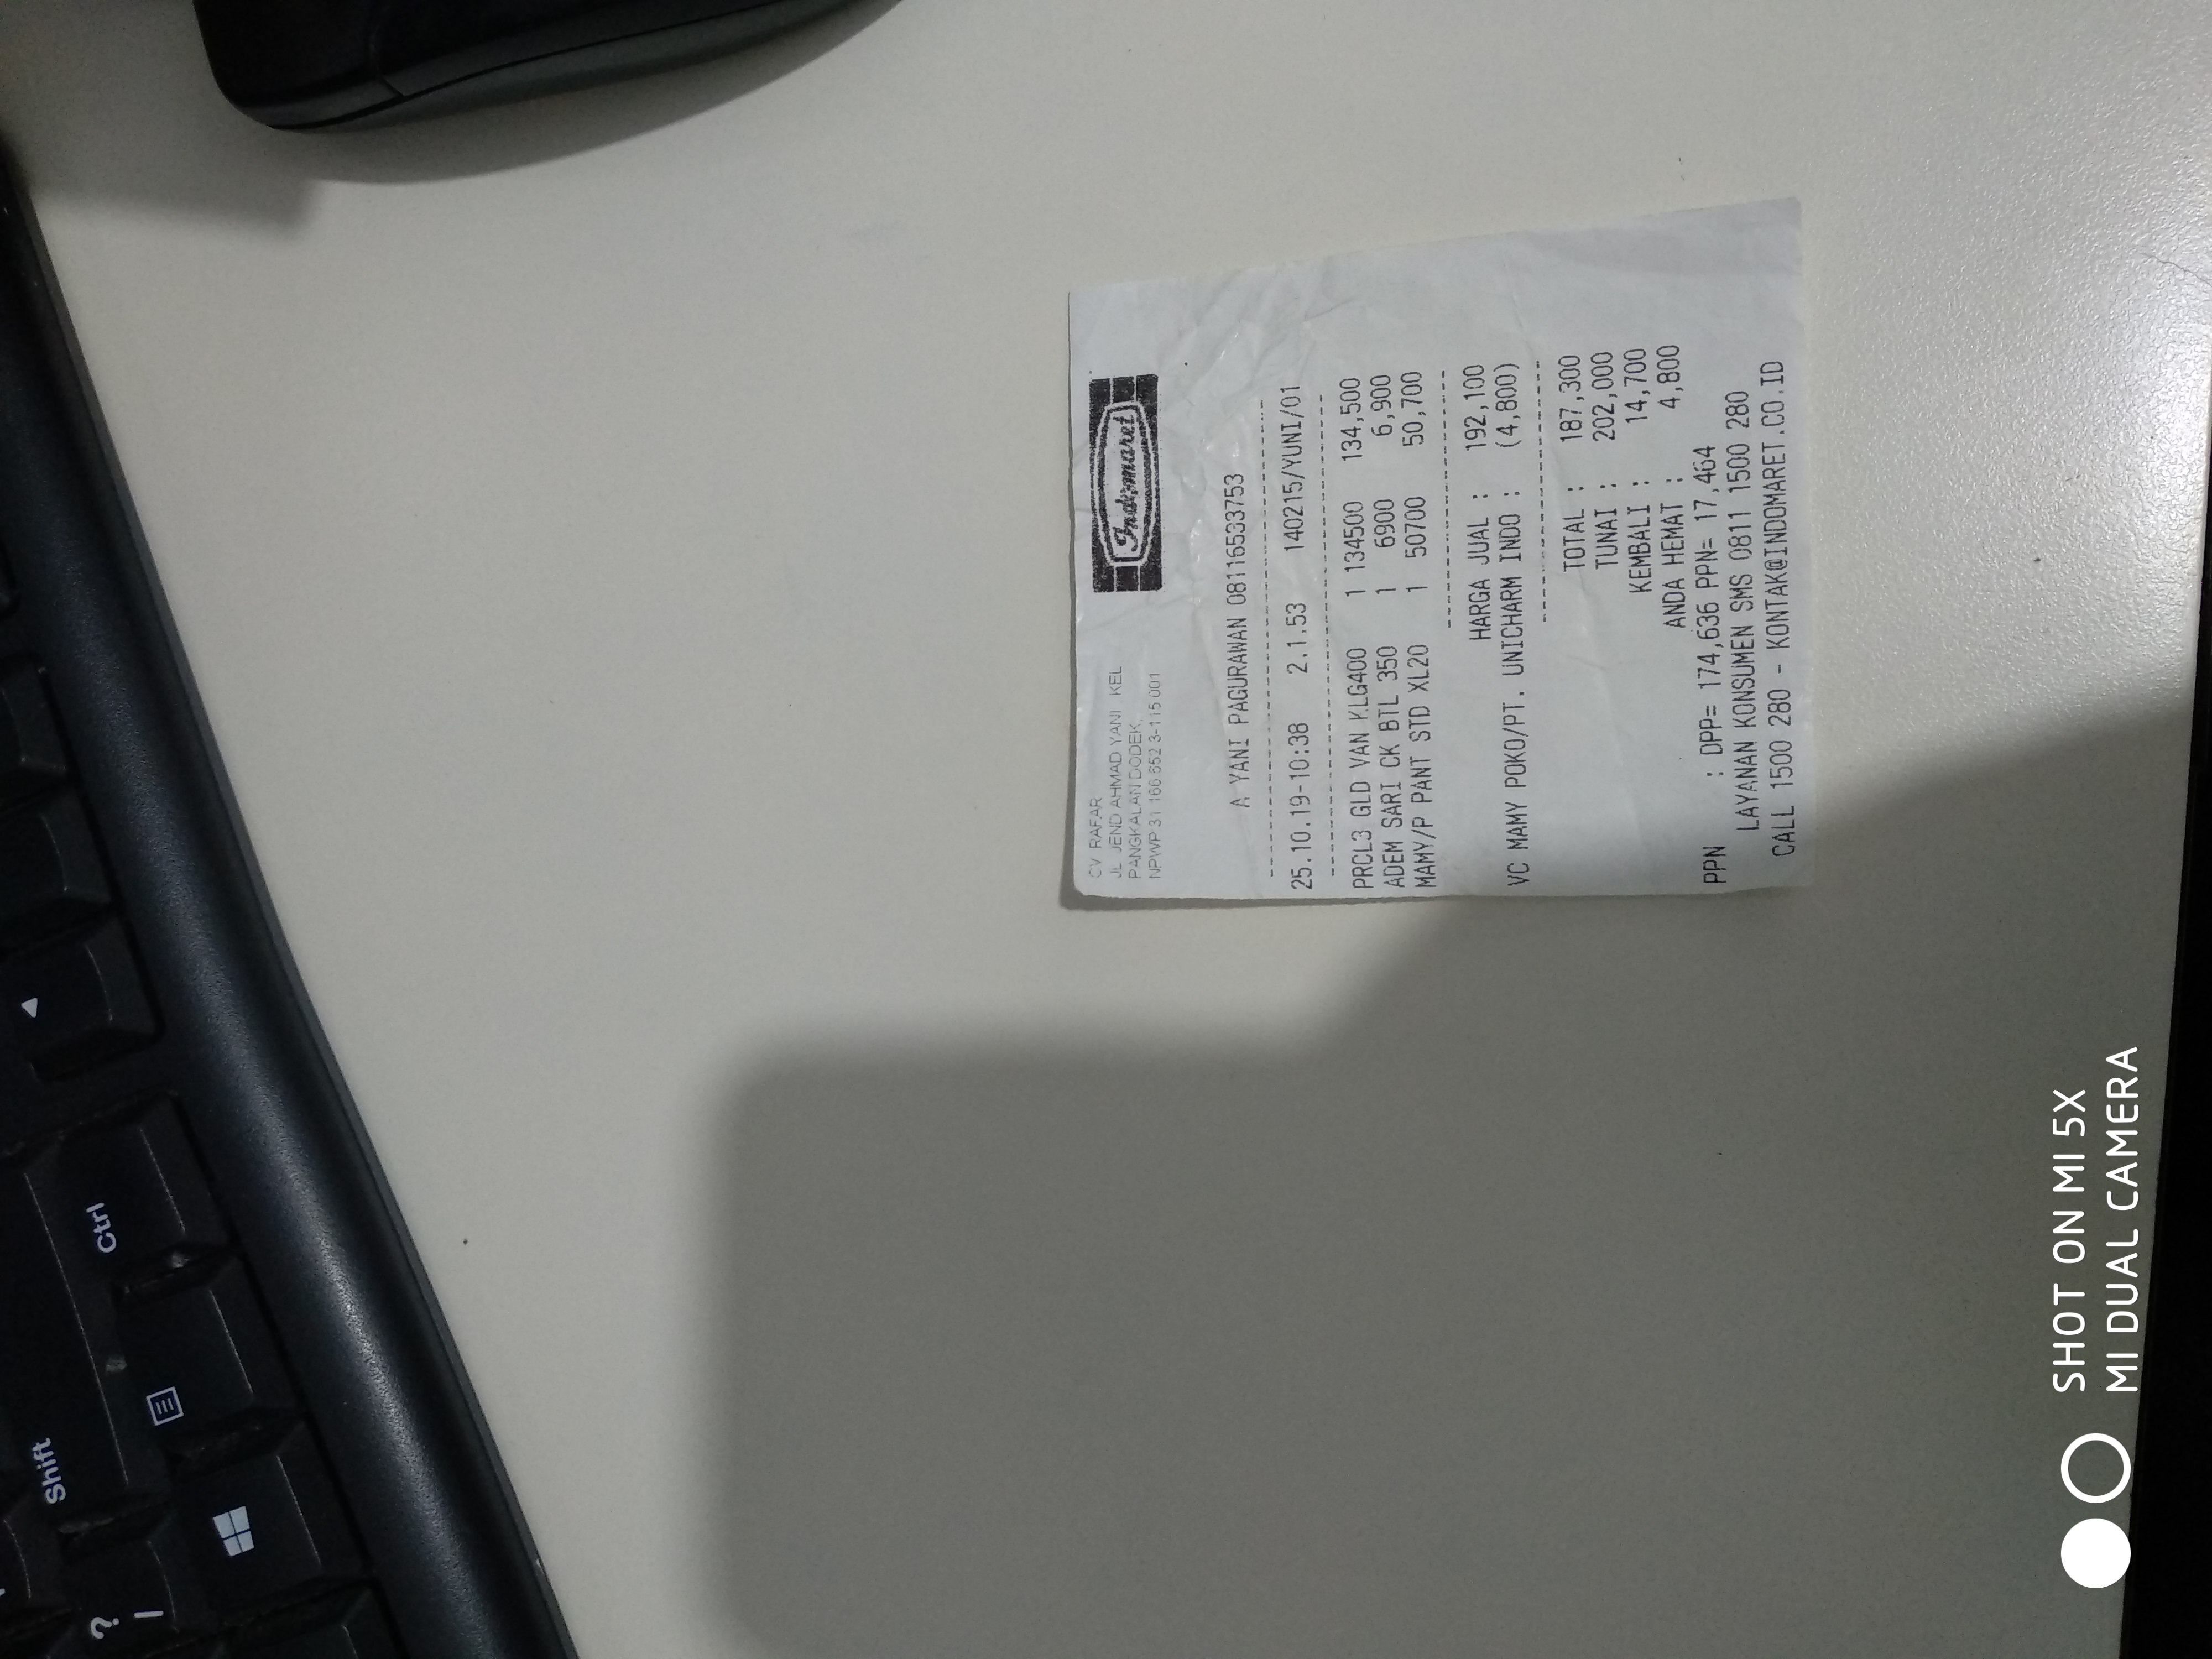 Shift
?
/
Ctrl
CV RAFAR
JL JEND AHMAD YANI KEL
PANGKALAN DODEK,
NPWP 31 166 652 3-115 001
Indomaret
A YANI PAGURAWAN 08116533753
25.10.19-10:38 2.1.53 140215/YUNI/01
PRCL3 GLD VAN KLG400 1 134500 134,500
ADEM SARI CK BTL 350 1 6900 6,900
MAMY/P PANT STD XL20 1 50700 50,700
HARGA JUAL : 192,100
VC MAMY POKO/PT. UNICHARM INDO : (4,800)
TOTAL : 187,300
TUNAI : 202,000
KEMBALI : 14,700
ANDA HEMAT : 4,800
PPN : DPP= 174,636 PPN= 17,464
LAYANAN KONSUMEN SMS 0811 1500 280
CALL 1500 280 - KONTAK@INDOMARET.CO.ID
SHOT ON MI 5X
MI DUAL CAMERA